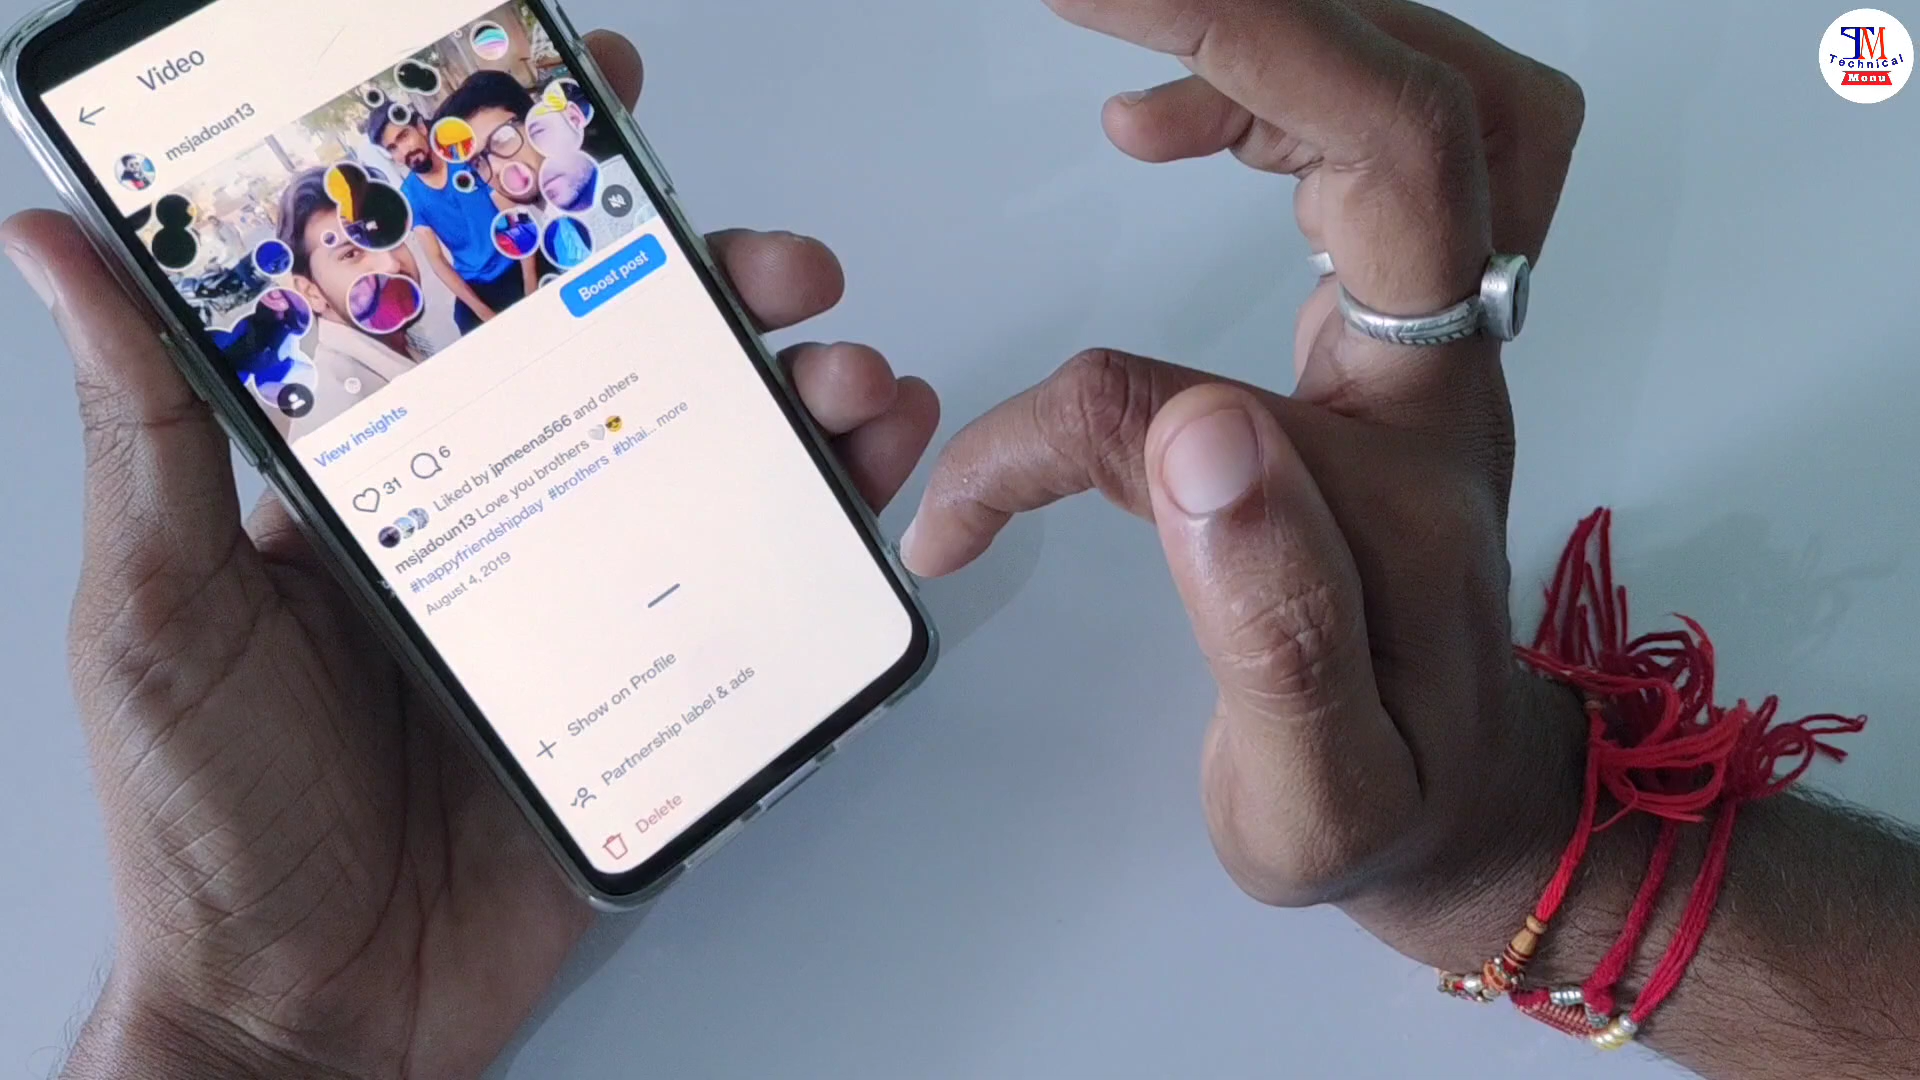 TM
Technical
Monu
Video
msjadoun13
Boost post
View insights
31 6
Liked by jpmeena566 and others
msjadoun13 Love you brothers 🤍😎
#happyfriendshipday #brothers #bhai... more
August 4, 2019
Show on Profile
Partnership label & ads
Delete